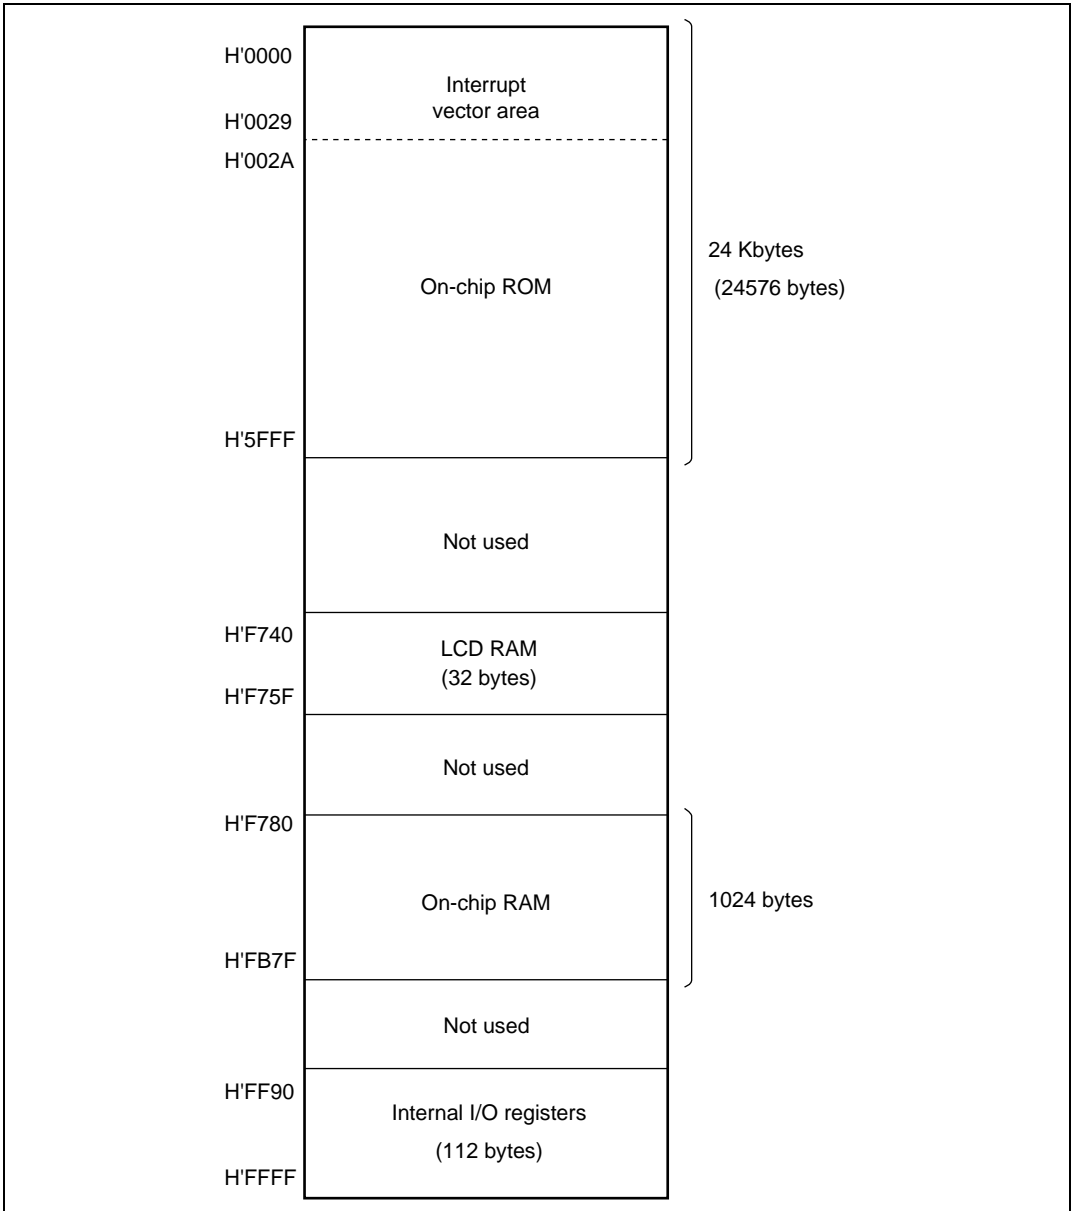 H'0000
Interrupt
vector area
H'0029
H'002A
24 Kbytes
On-chip ROM
(24576 bytes)
H'5FFF
Not used
H'F740
LCD RAM
(32 bytes)
H'F75F
Not used
H'F780
On-chip RAM
1024 bytes
H'FB7F
Not used
H'FF90
Internal I/O registers
(112 bytes)
H'FFFF